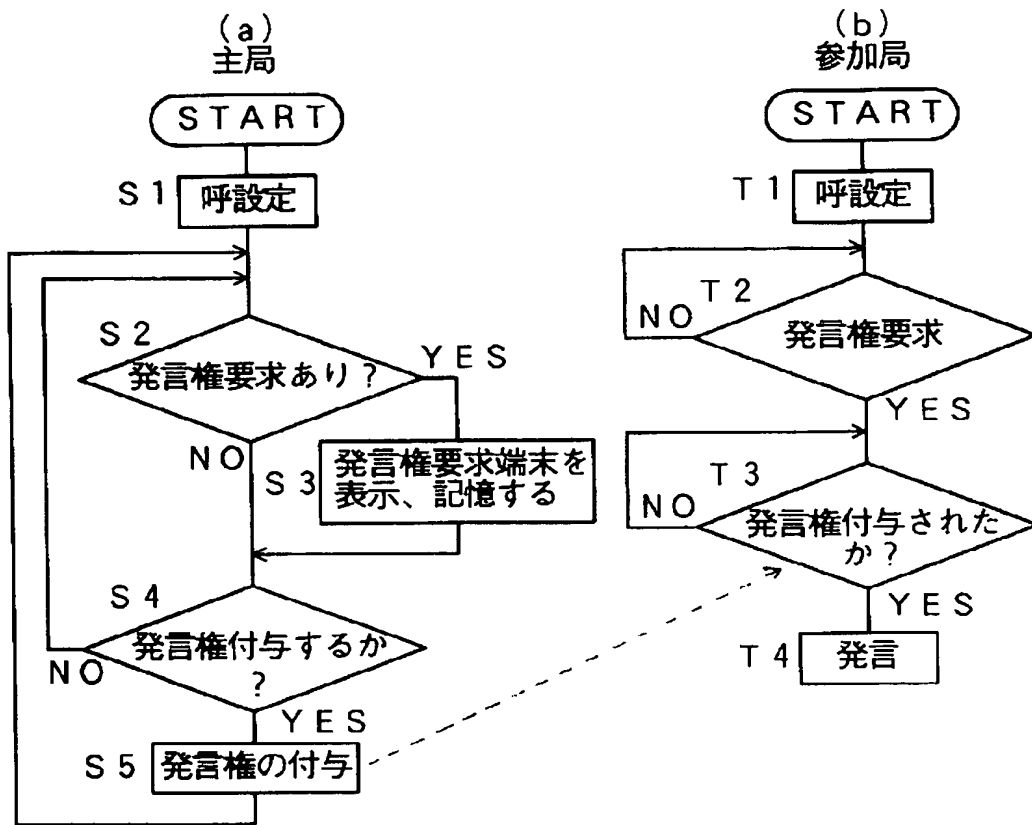 (a)
主局
START
S1
呼設定
S2
発言権要求あり?
YES
NO
S3
発言権要求端末を
表示、記憶する
S4
発言権付与するか
?
NO
YES
S5
発言権の付与
(b)
参加局
START
T1
呼設定
T2
発言権要求
NO
YES
T3
発言権付与された
か?
NO
YES
T4
発言